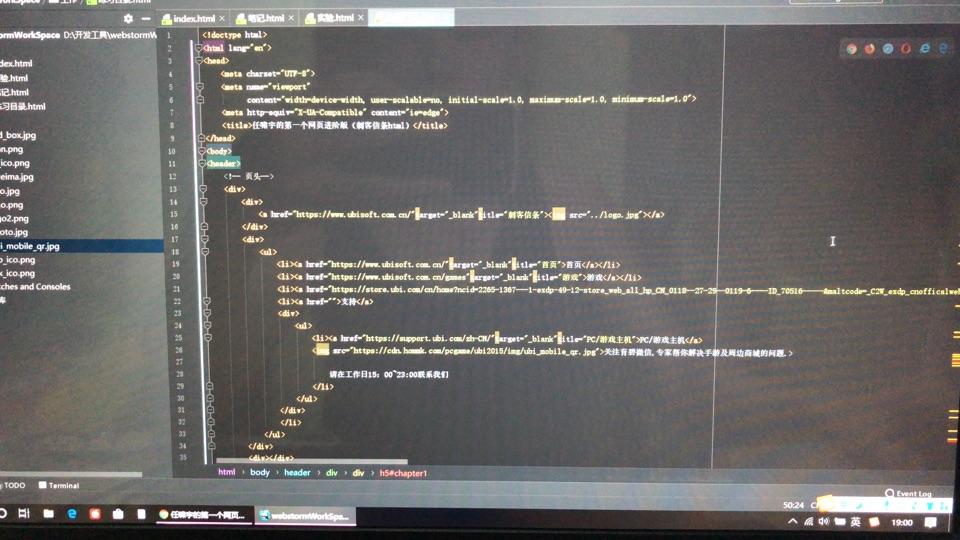 index.html
笔记.html
实验.html
stormWorkSpace D:\开发工具\webstormW
dex.html
验.html
笔记.html
练习目录.html
d_box.jpg
an.png
_ico.png
eima.jpg
o.jpg
o.png
go2.png
oto.jpg
bi_mobile_qr.jpg
o_ico.png
x_ico.png
tches and Consoles
库
1 <!doctype html>
2 <html lang="en">
3 <head>
4 <meta charset="UTF-8">
5 <meta name="viewport"
6 content="width=device-width, user-scalable=no, initial-scale=1.0, maximum-scale=1.0, minimum-scale=1.0">
7 <meta http-equiv="X-UA-Compatible" content="ie=edge">
8 <title>任嵘宇的第一个网页进阶版（刺客信条html）</title>
9 </head>
10 <body>
11 <header>
12 <!-- 页头-->
13 <div>
14 <div>
15 <a href="https://www.ubisoft.com.cn/"target="_blank"title="刺客信条"><img src="../logo.jpg"></a>
16 </div>
17 <div>
18 <ul>
19 <li><a href="https://www.ubisoft.com.cn/"target="_blank"title="首页">首页</a></li>
20 <li><a href="https://www.ubisoft.com.cn/games"target="_blank"title="游戏">游戏</a></li>
21 <li><a href="https://store.ubi.com/cn/home?ncid=2265-1367---1-exdp-49-12-store_web_all_hp_CN_0118--27-29--0119-6----ID_70516
22 <li><a href="">支持</a>
23 <div>
24 <ul>
25 <li><a href="https://support.ubi.com/zh-CN/"target="_blank"title="PC/游戏主机">PC/游戏主机</a>
26 <img src="https://cdn.hommk.com/pcgame/ubi2015/img/ubi_mobile_qr.jpg">关注育碧微信,专家帮你解决手游及周边商城的问题.>
27
28 请在工作日15：00~23:00联系我们
29 </li>
30 </ul>
31 </div>
32 </li>
33 </ul>
34 </div>
35 <div></div>
html body header div div h5#chapter1
TODO Terminal
Event Log
50:24
任嵘宇的第一个网页...
webstormWorkSpa...
英
19:00